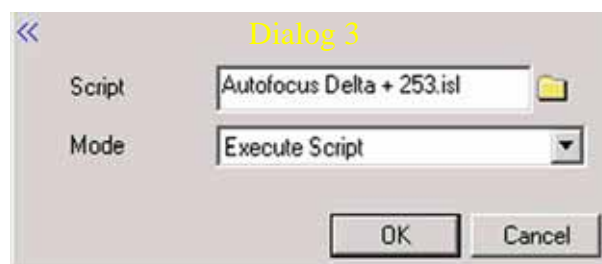 Dialog 3
Script Autofocus Delta + 253.isl
Mode Execute Script
OK Cancel